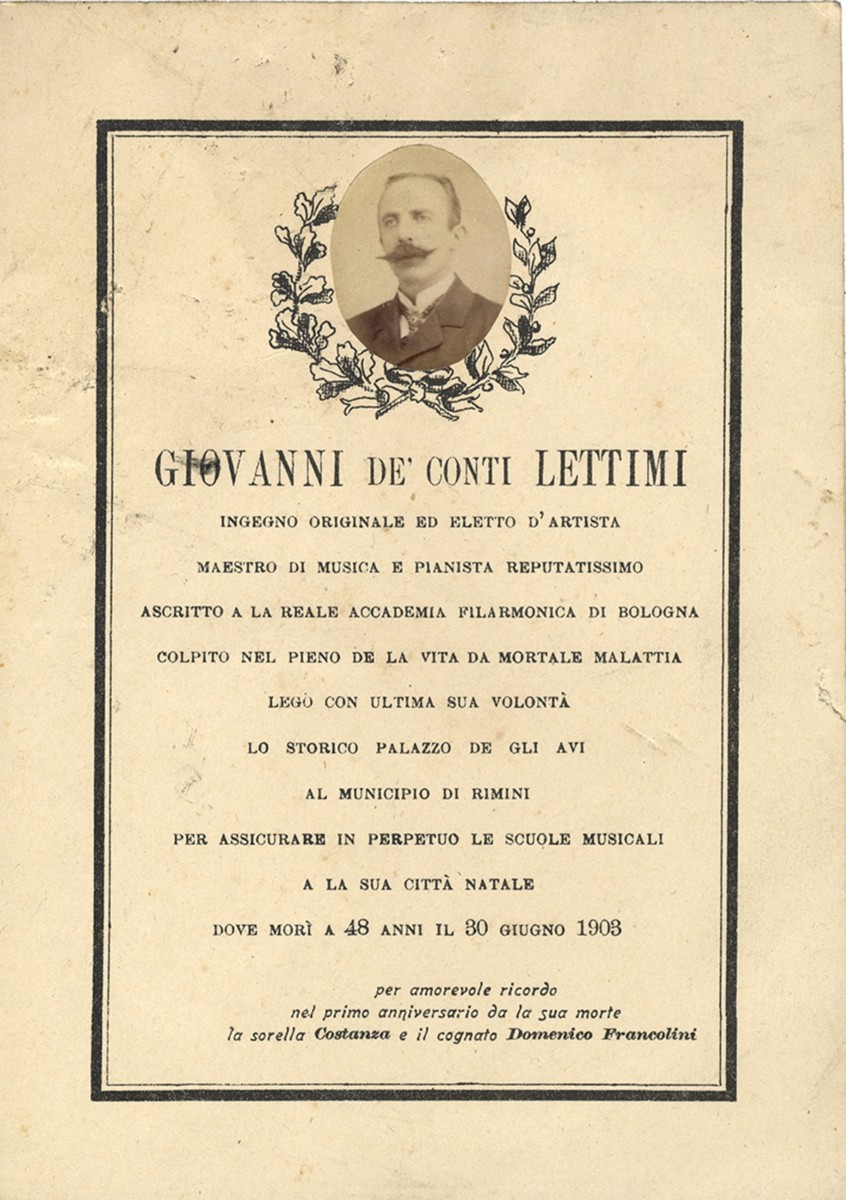 GIOVANNI DE' CONTI LETTIMI
INGEGNO ORIGINALE ED ELETTO D'ARTISTA
MAESTRO DI MUSICA E PIANISTA REPUTATISSIMO
ASCRITTO A LA REALE ACCADEMIA FILARMONICA DI BOLOGNA
COLPITO NEL PIENO DE LA VITA DA MORTALE MALATTIA
LEGÒ CON ULTIMA SUA VOLONTÀ
LO STORICO PALAZZO DE GLI AVI
AL MUNICIPIO DI RIMINI
PER ASSICURARE IN PERPETUO LE SCUOLE MUSICALI
A LA SUA CITTÀ NATALE
DOVE MORÌ A 48 ANNI IL 30 GIUGNO 1903
per amorevole ricordo
nel primo anniversario da la sua morte
la sorella Costanza e il cognato Domenico Francolini